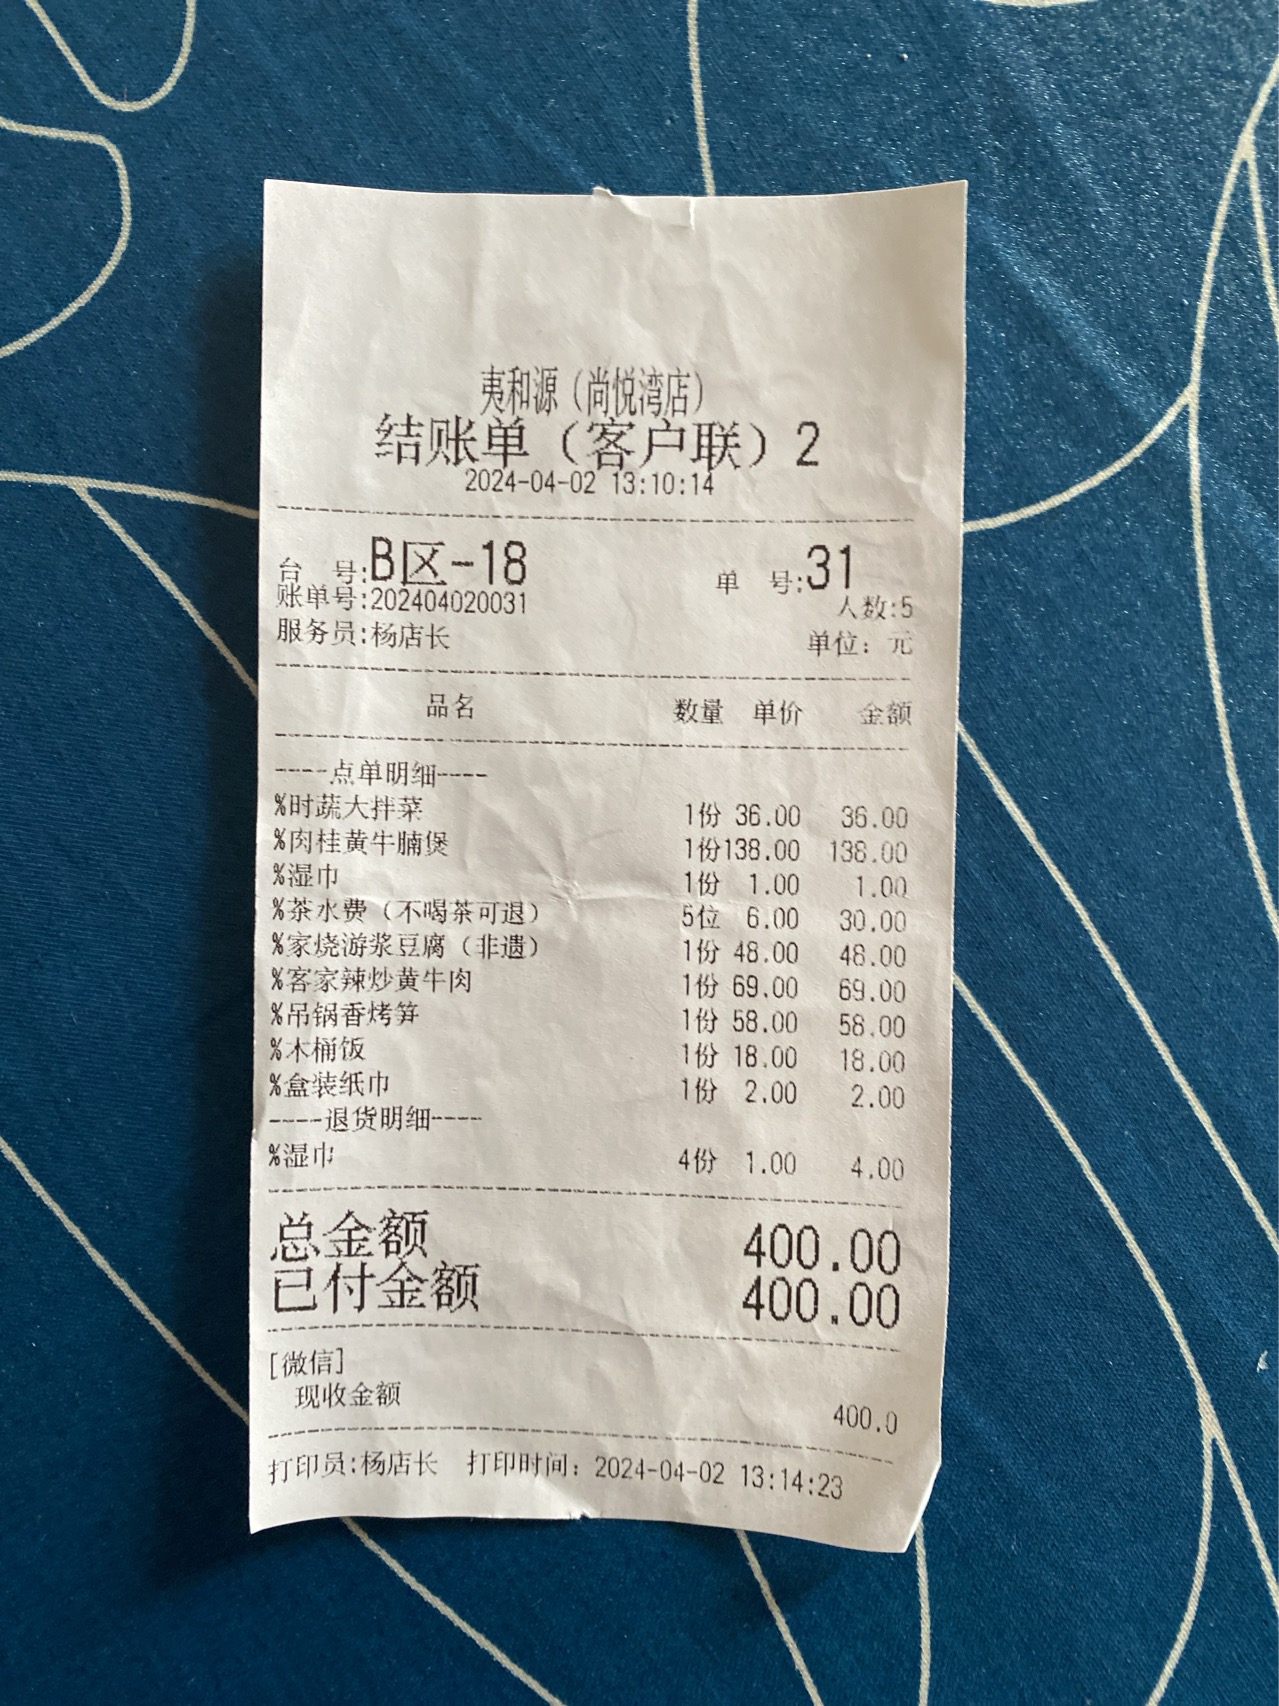 夷和源（尚悦湾店）
结账单（客户联）2
2024-04-02 13:10:14
台 号:B区-18 单 号:31
账单号:202404020031 人数:5
服务员:杨店长 单位：元
品名 数量 单价 金额
----点单明细----
%时蔬大拌菜 1份 36.00 36.00
%肉桂黄牛腩煲 1份138.00 138.00
%湿巾 1份 1.00 1.00
%茶水费（不喝茶可退） 5位 6.00 30.00
%家烧游浆豆腐（非遗） 1份 48.00 48.00
%客家辣炒黄牛肉 1份 69.00 69.00
%吊锅香烤笋 1份 58.00 58.00
%木桶饭 1份 18.00 18.00
%盒装纸巾 1份 2.00 2.00
----退货明细----
%湿巾 4份 1.00 4.00
总金额 400.00
已付金额 400.00
[微信]
现收金额 400.0
打印员:杨店长 打印时间：2024-04-02 13:14:23